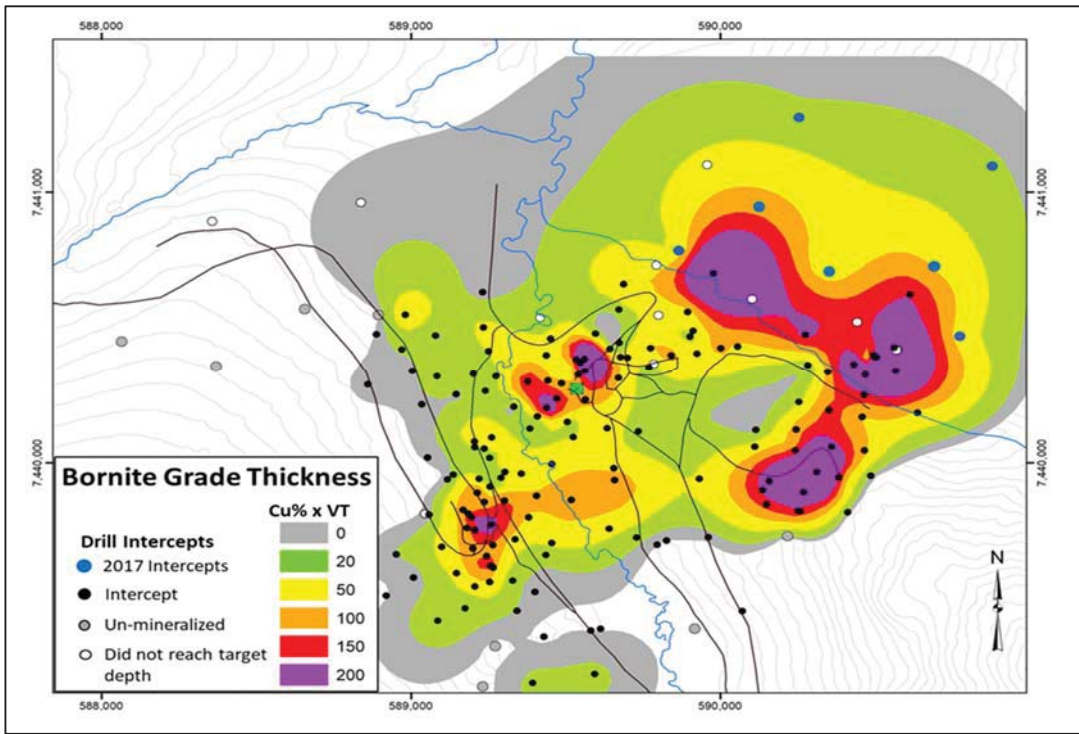 588,000 589,000 590,000
7,441,000 7,441,000
7,440,000 7,440,000
Bornite Grade Thickness
Cu% x VT
Drill Intercepts
2017 Intercepts
Intercept
Un-mineralized
Did not reach target
depth
0
20
50
100
150
200
N
588,000 589,000 590,000